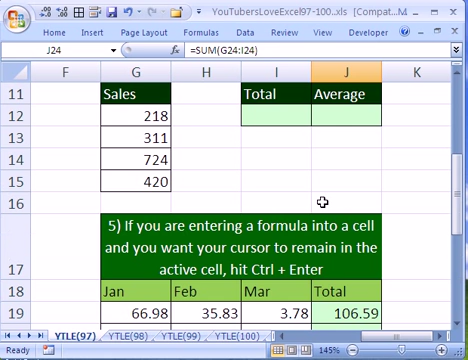 YouTubersLoveExcel97-100...xls [Compat...
Home Insert Page Layout Formulas Data Review View Developer
J24 fx =SUM(G24:I24)
F G H I J K
11 Sales Total Average
12 218
13 311
14 724
15 420
16
5) If you are entering a formula into a cell
and you want your cursor to remain in the
17 active cell, hit Ctrl + Enter
18 Jan Feb Mar Total
19 66.98 35.83 3.78 106.59
YTLE(97) YTLE(98) YTLE(99) YTLE(100)
Ready 145%